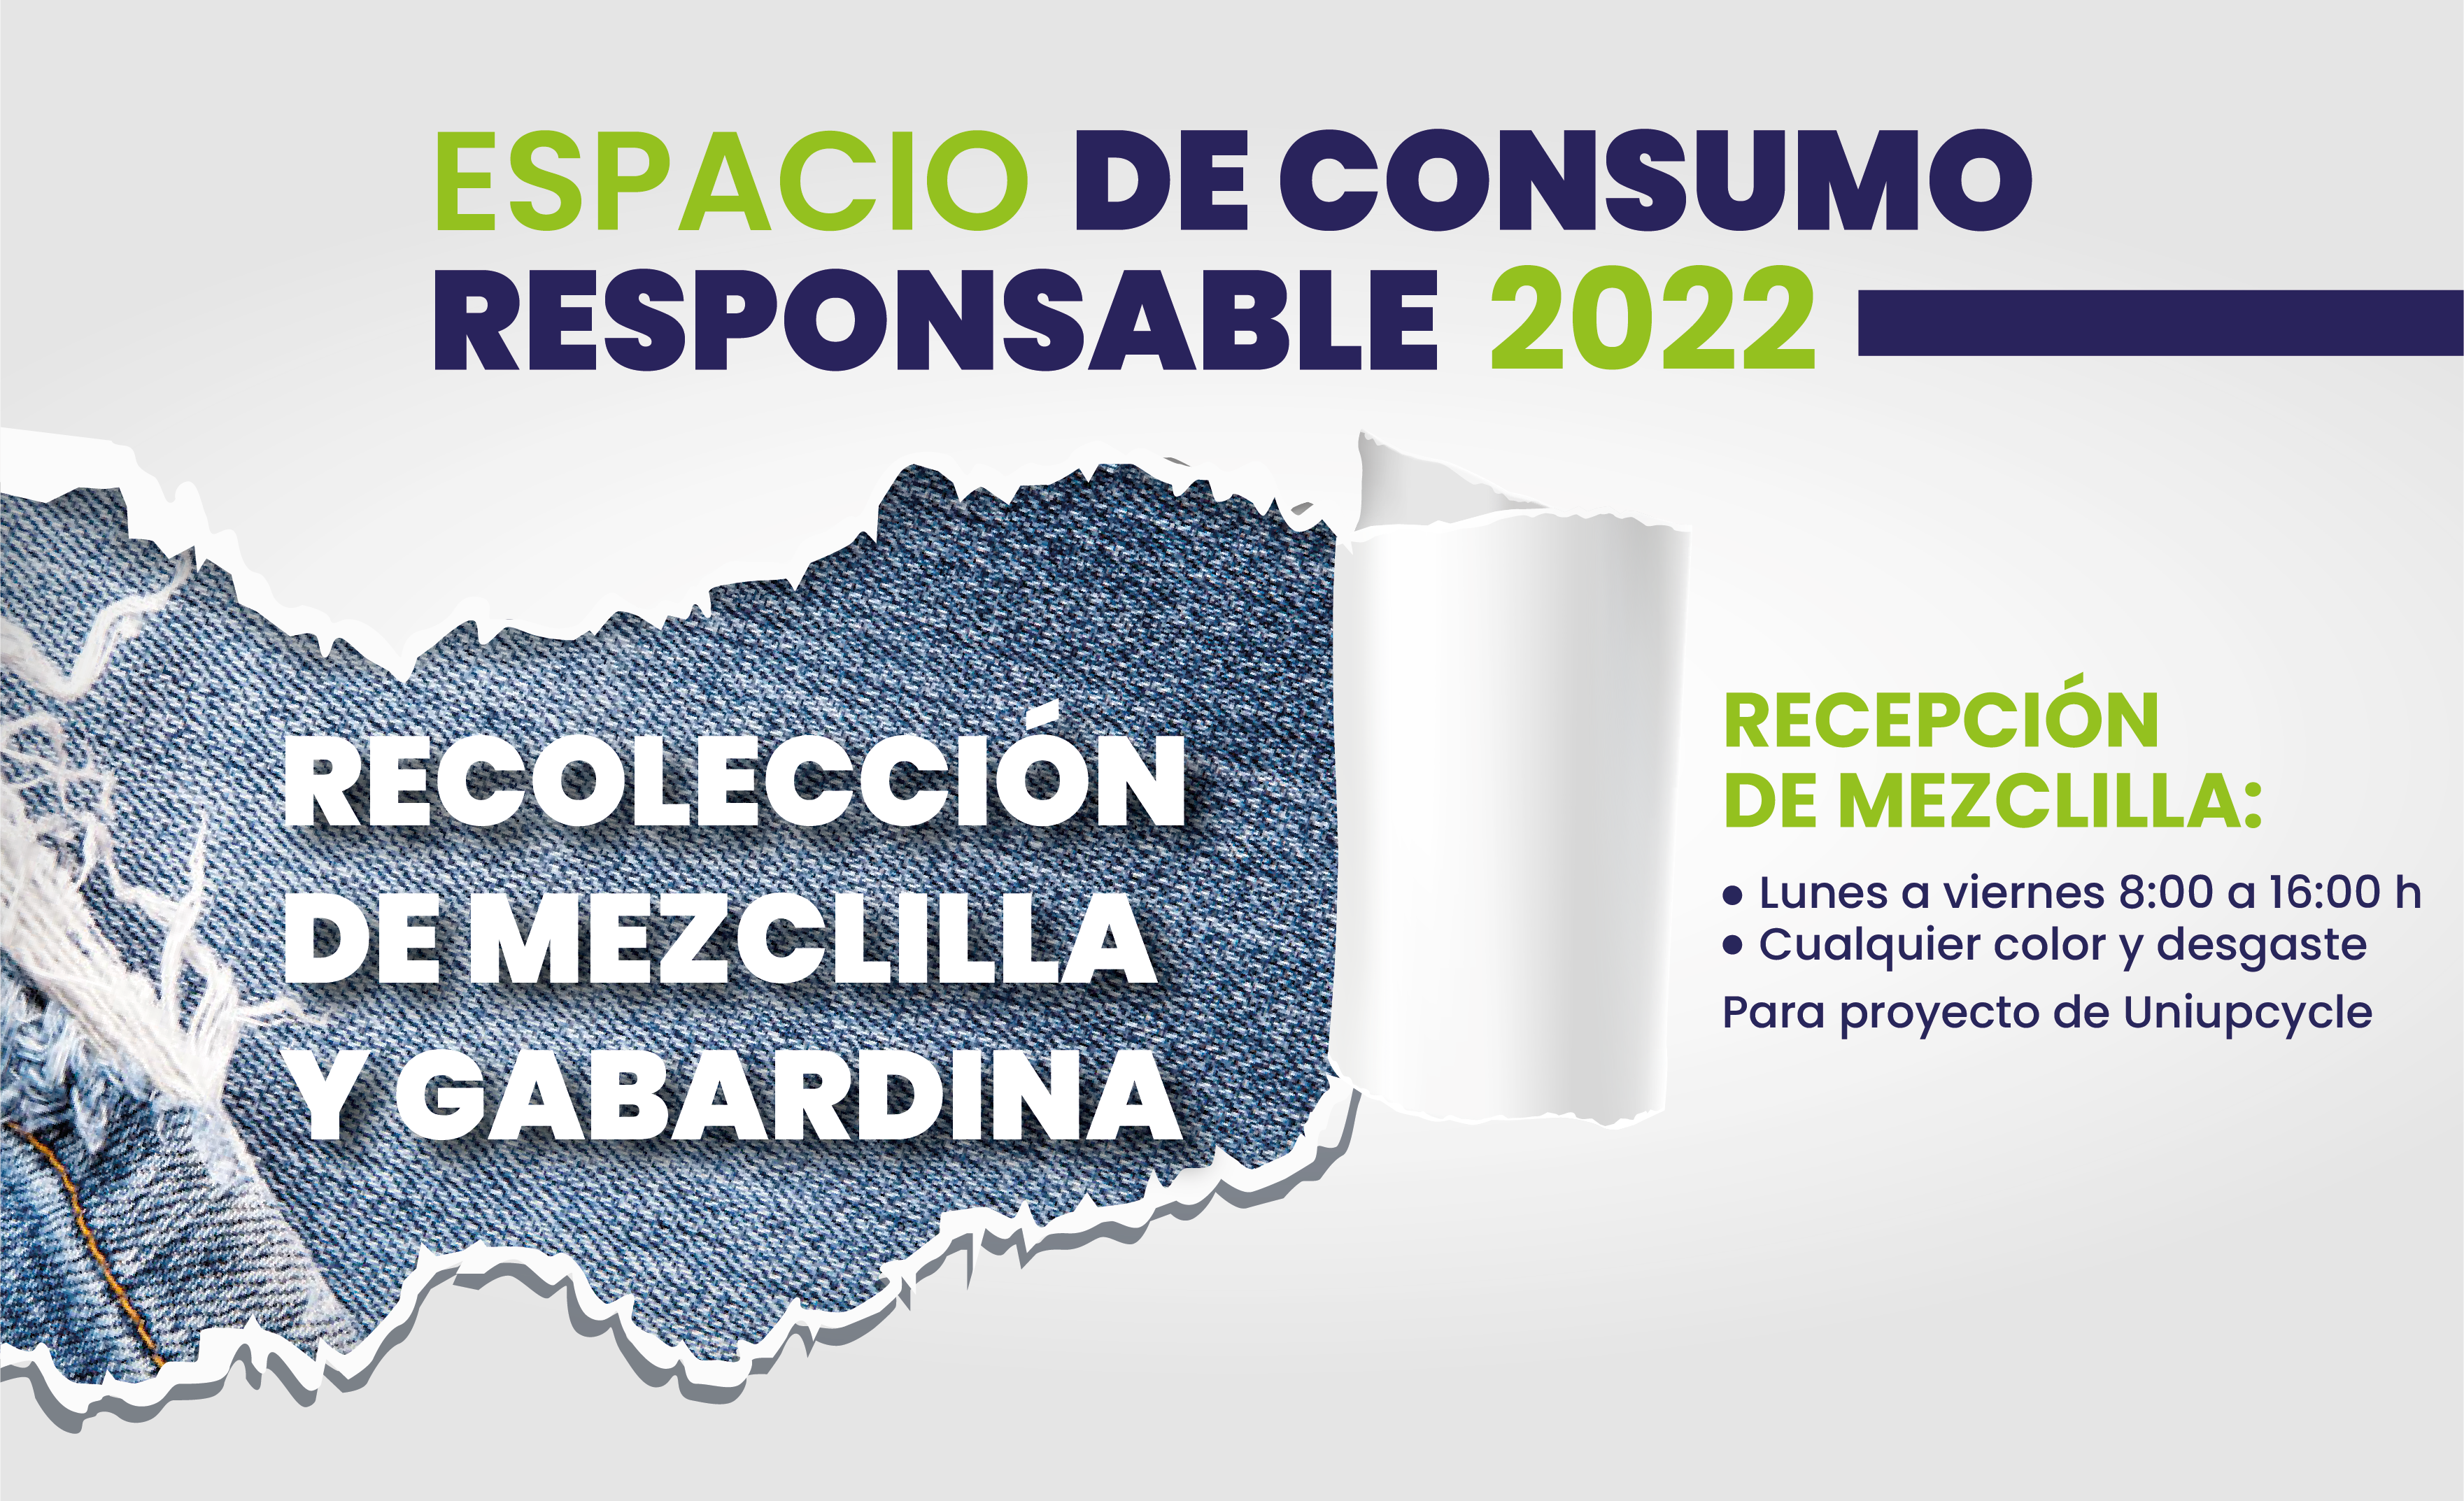 ESPACIO DE CONSUMO
RESPONSABLE 2022
RECOLECCIÓN
DE MEZCLILLA
Y GABARDINA
RECEPCIÓN
DE MEZCLILLA:
• Lunes a viernes 8:00 a 16:00 h
• Cualquier color y desgaste
Para proyecto de Uniupcycle